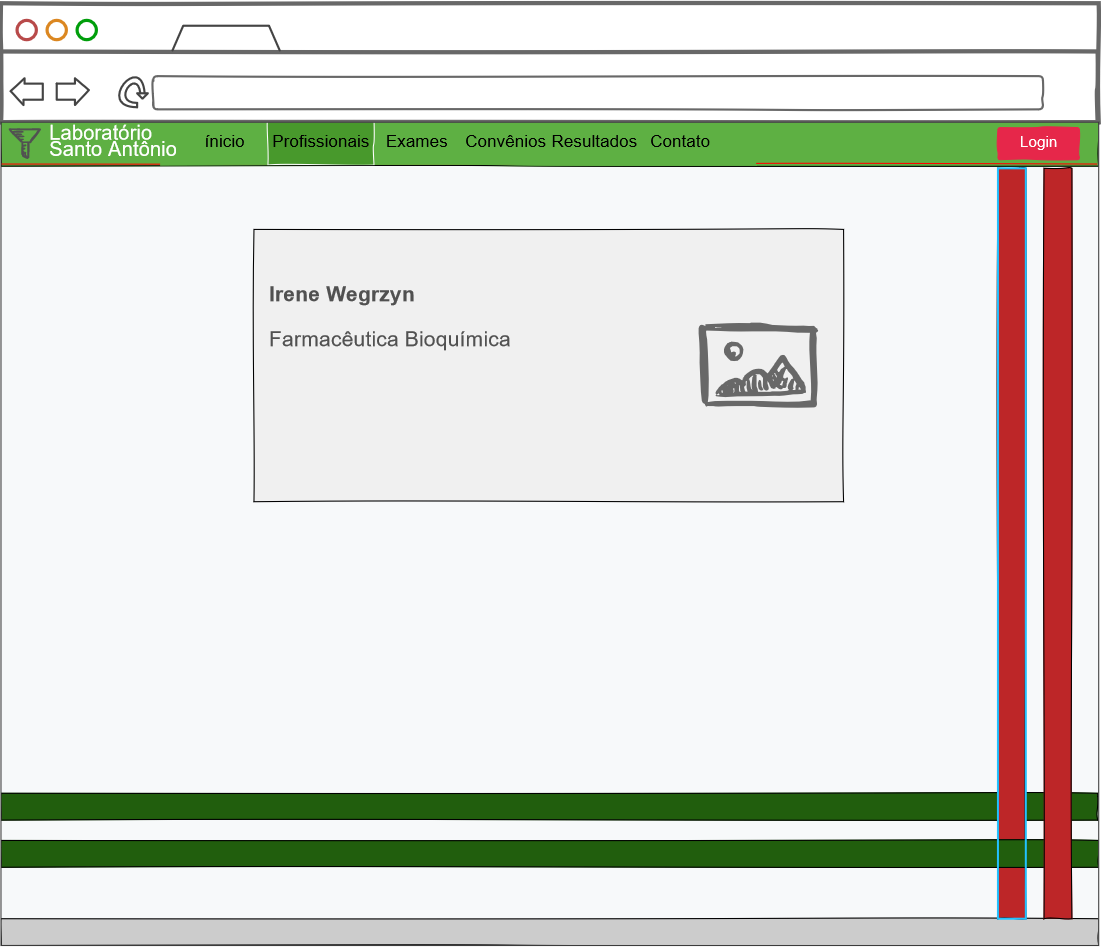 Laboratório
Santo Antônio
ínicio Profissionais Exames Convênios Resultados Contato Login
Irene Wegrzyn
Farmacêutica Bioquímica